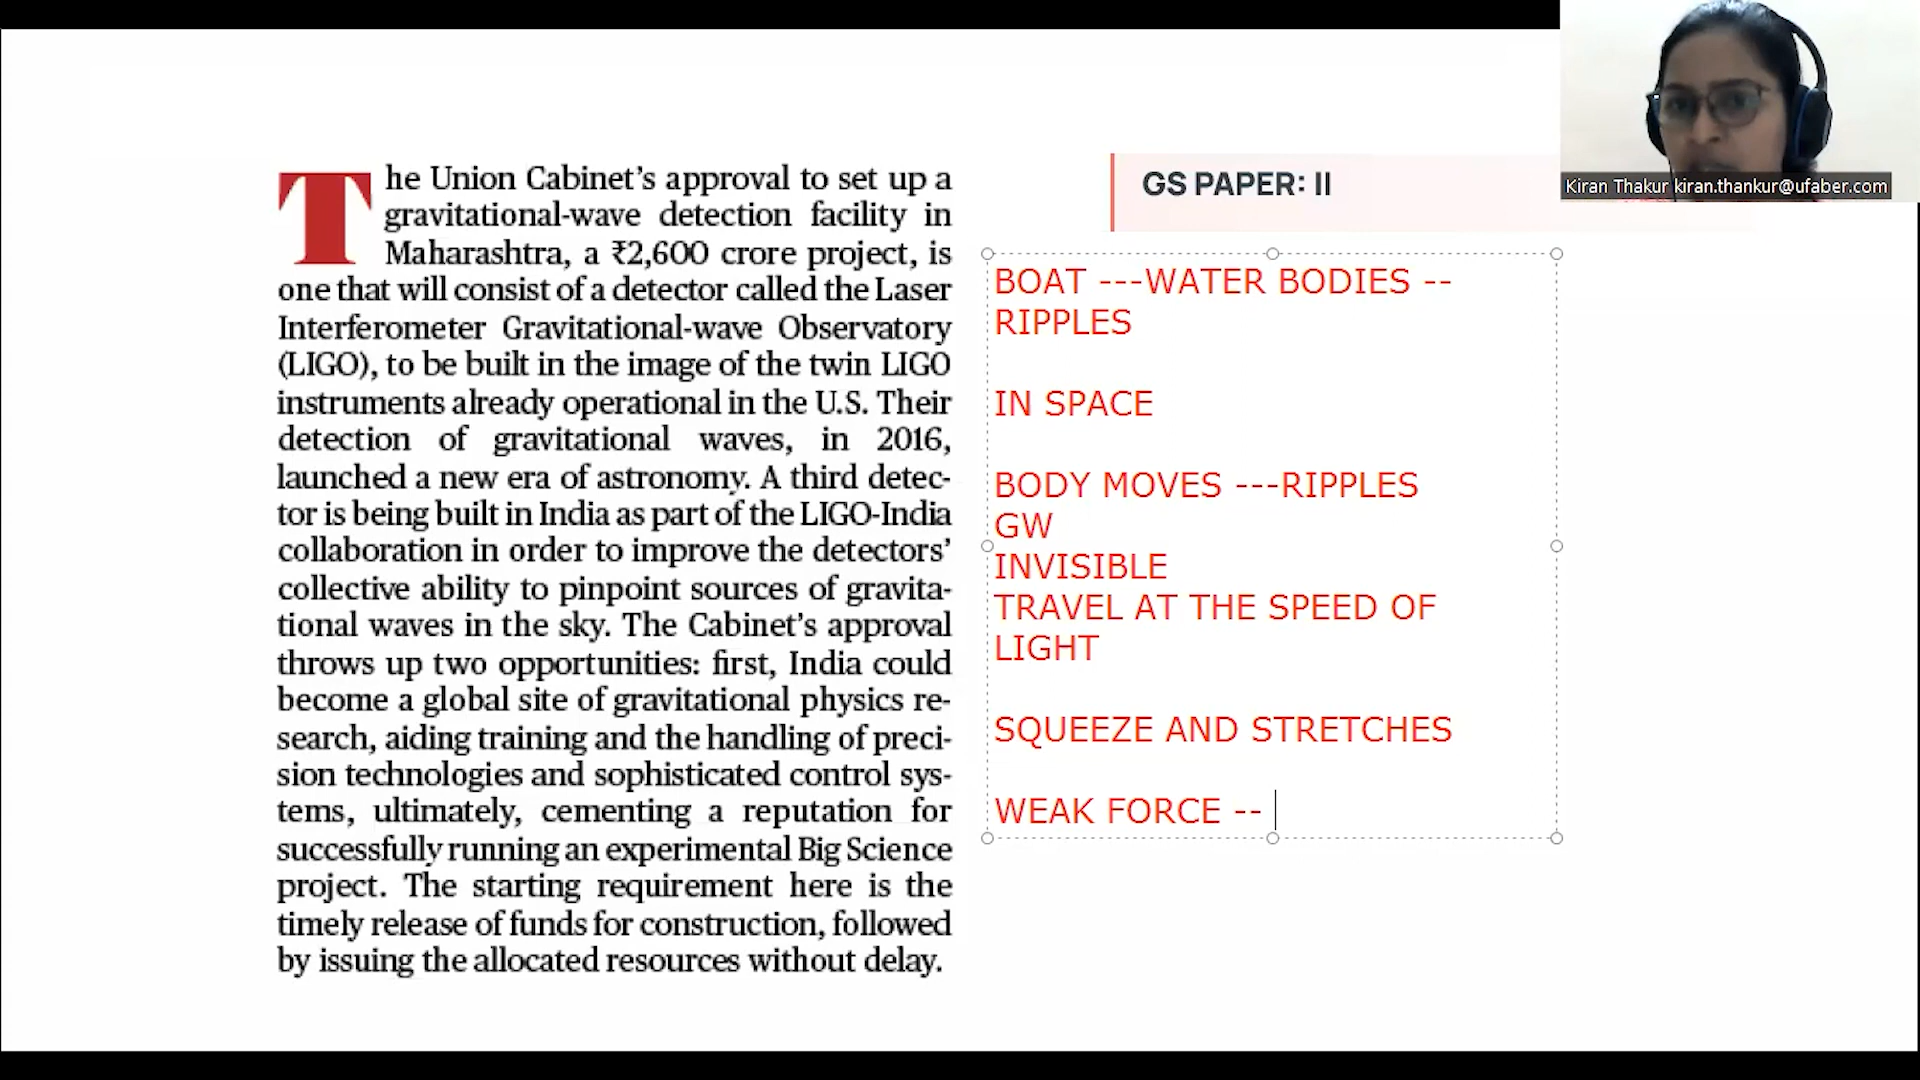 The Union Cabinet's approval to set up a
gravitational-wave detection facility in
Maharashtra, a ₹2,600 crore project, is
one that will consist of a detector called the Laser
Interferometer Gravitational-wave Observatory
(LIGO), to be built in the image of the twin LIGO
instruments already operational in the U.S. Their
detection of gravitational waves, in 2016,
launched a new era of astronomy. A third detec-
tor is being built in India as part of the LIGO-India
collaboration in order to improve the detectors'
collective ability to pinpoint sources of gravita-
tional waves in the sky. The Cabinet's approval
throws up two opportunities: first, India could
become a global site of gravitational physics re-
search, aiding training and the handling of preci-
sion technologies and sophisticated control sys-
tems, ultimately, cementing a reputation for
successfully running an experimental Big Science
project. The starting requirement here is the
timely release of funds for construction, followed
by issuing the allocated resources without delay.
GS PAPER: II
BOAT ---WATER BODIES --
RIPPLES
IN SPACE
BODY MOVES ---RIPPLES
GW
INVISIBLE
TRAVEL AT THE SPEED OF
LIGHT
SQUEEZE AND STRETCHES
WEAK FORCE --
Kiran Thakur kiran.thankur@ufaber.com